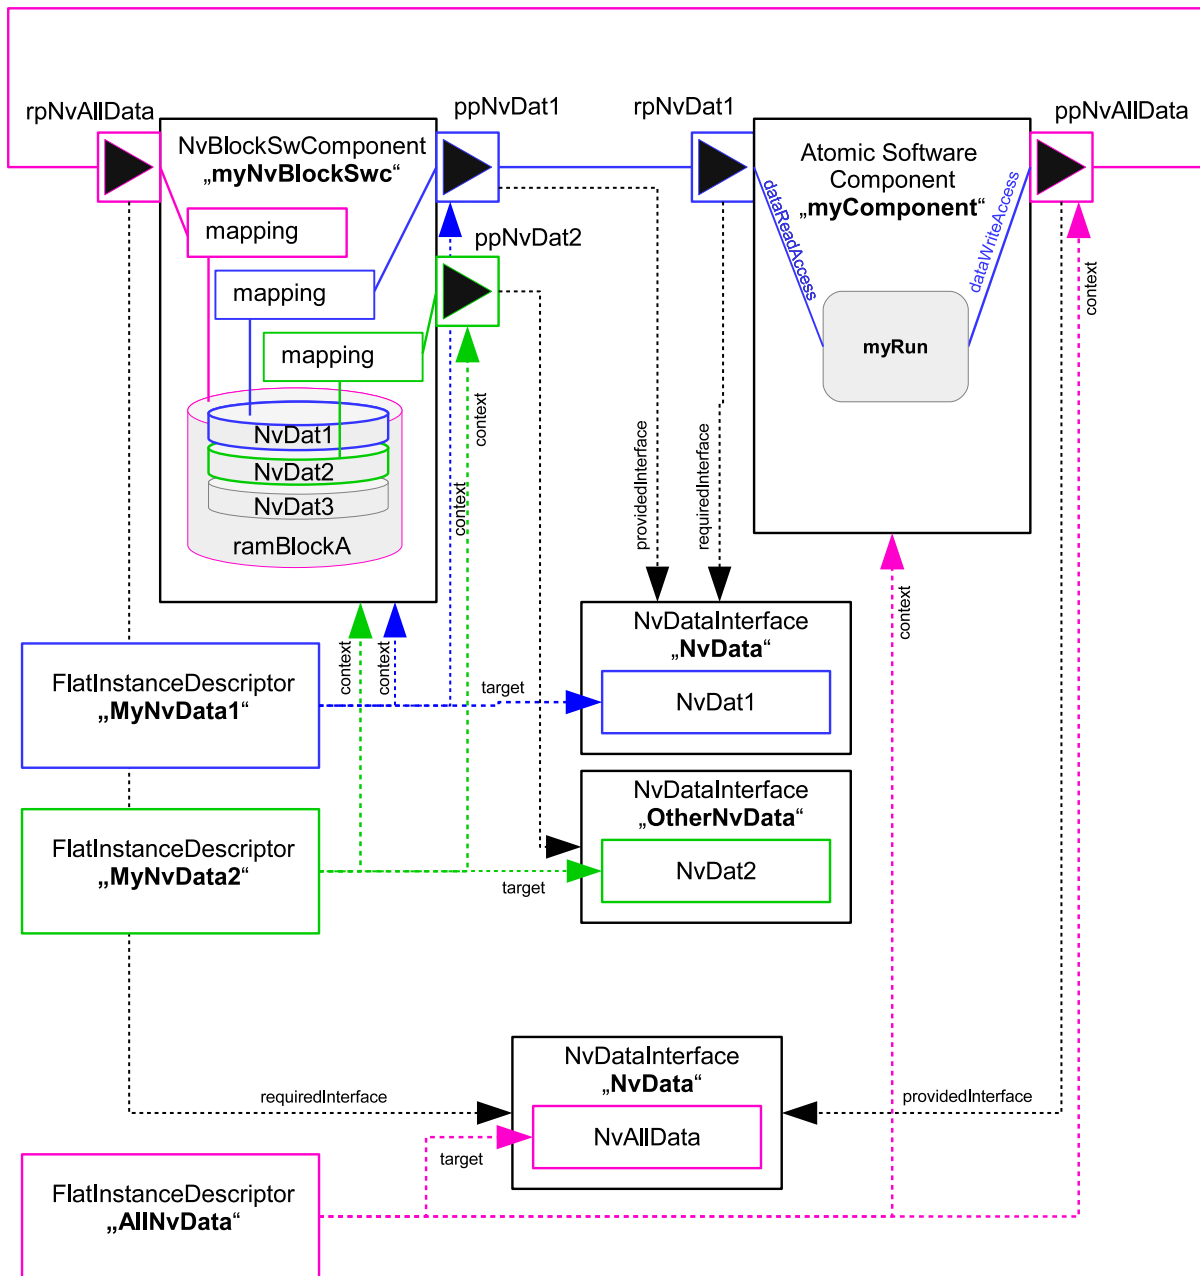 rpNvAllData
ppNvDat1
rpNvDat1
ppNvAllData
NvBlockSwComponent
„myNvBlockSwc“
Atomic Software
Component
„myComponent“
dataReadAccess
dataWriteAccess
mapping
ppNvDat2
mapping
mapping
myRun
context
context
context
NvDat1
NvDat2
NvDat3
ramBlockA
providedInterface
requiredInterface
context
context
context
NvDataInterface
„NvData“
NvDat1
FlatInstanceDescriptor
„MyNvData1“
target
NvDataInterface
„OtherNvData“
NvDat2
FlatInstanceDescriptor
„MyNvData2“
target
NvDataInterface
„NvData“
NvAllData
requiredInterface
providedInterface
target
FlatInstanceDescriptor
„AllNvData“